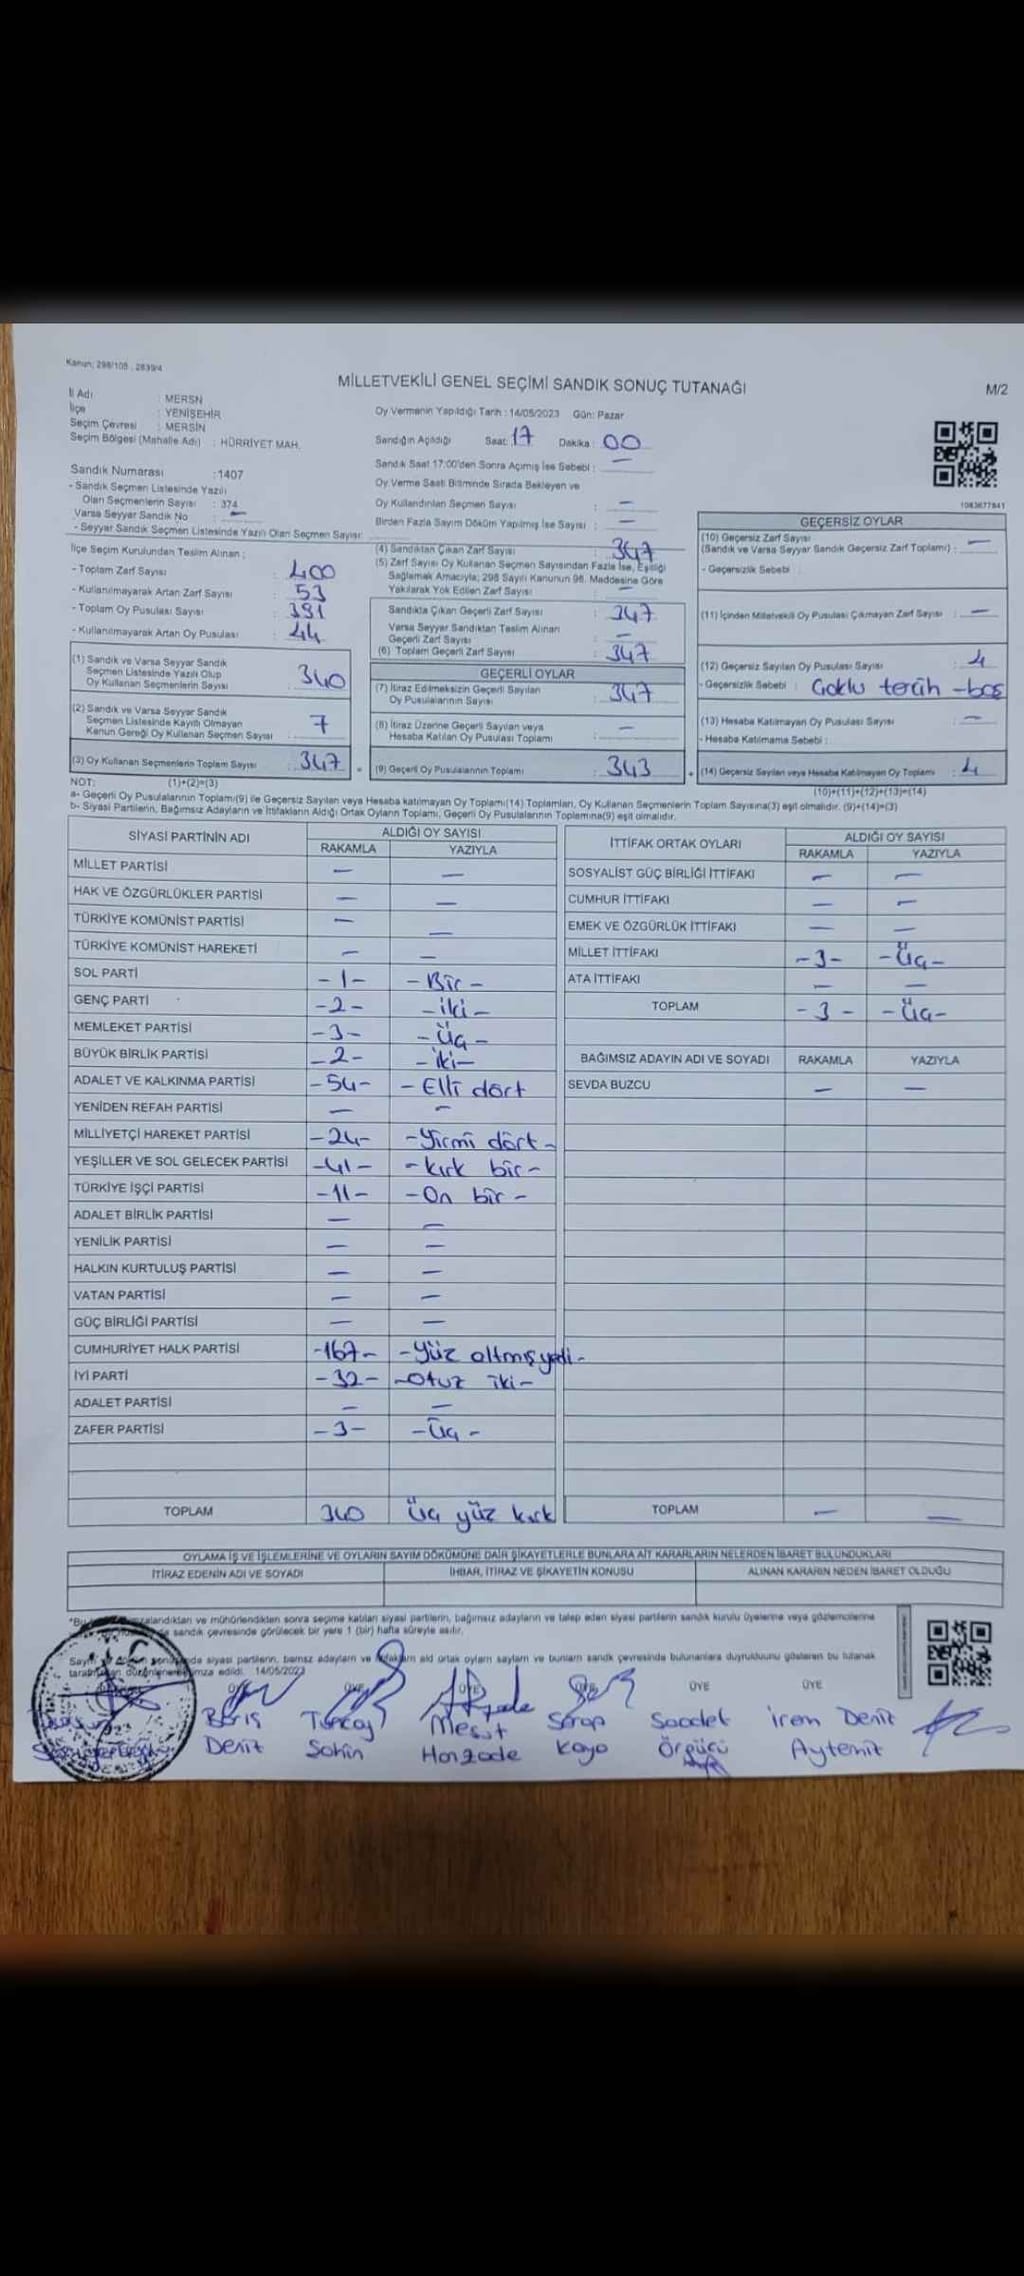 Kanun: 298/105 , 2839/4
MİLLETVEKİLİ GENEL SEÇİMİ SANDIK SONUÇ TUTANAĞI
M/2
İl Adı : MERSN
İlçe : YENİŞEHİR
Seçim Çevresi : MERSİN
Seçim Bölgesi (Mahalle Adı) : HÜRRİYET MAH.
Oy Vermenin Yapıldığı Tarih : 14/05/2023 Gün: Pazar
Sandığın Açıldığı Saat: 17 Dakika: 00
Sandık Saat 17:00'den Sonra Açımış İse Sebebi : —
Oy Verme Saati Bitiminde Sırada Bekleyen ve
Oy Kullandırılan Seçmen Sayısı : —
Birden Fazla Sayım Döküm Yapılmış İse Sayısı : —
Sandık Numarası : 1407
- Sandık Seçmen Listesinde Yazılı
Olan Seçmenlerin Sayısı : 374
Varsa Seyyar Sandık No : —
- Seyyar Sandık Seçmen Listesinde Yazılı Olan Seçmen Sayısı:
1083677841
İlçe Seçim Kurulundan Teslim Alınan ;
- Toplam Zarf Sayısı : 400
- Kullanılmayarak Artan Zarf Sayısı : 53
- Toplam Oy Pusulası Sayısı : 391
- Kullanılmayarak Artan Oy Pusulası : 44
(1) Sandık ve Varsa Seyyar Sandık
Seçmen Listesinde Yazılı Olup
Oy Kullanan Seçmenlerin Sayısı : 340
(2) Sandık ve Varsa Seyyar Sandık
Seçmen Listesinde Kayıtlı Olmayan
Kanun Gereği Oy Kullanan Seçmen Sayısı : 7
(3) Oy Kullanan Seçmenlerin Toplam Sayısı : 347
(4) Sandıktan Çıkan Zarf Sayısı : 347
(5) Zarf Sayısı Oy Kullanan Seçmen Sayısından Fazla İse, Eşitliği
Sağlamak Amacıyla; 298 Sayılı Kanunun 98. Maddesine Göre
Yakılarak Yok Edilen Zarf Sayısı : —
Sandıkta Çıkan Geçerli Zarf Sayısı : 347
Varsa Seyyar Sandıktan Teslim Alınan
Geçerli Zarf Sayısı : —
(6) Toplam Geçerli Zarf Sayısı : 347
GEÇERLİ OYLAR
(7) İtiraz Edilmeksizin Geçerli Sayılan
Oy Pusulalarının Sayısı : 347
(8) İtiraz Üzerine Geçerli Sayılan veya
Hesaba Katılan Oy Pusulası Toplamı : —
(9) Geçerli Oy Pusulalarının Toplamı : 343
GEÇERSİZ OYLAR
(10) Geçersiz Zarf Sayısı
(Sandık ve Varsa Seyyar Sandık Geçersiz Zarf Toplamı) : —
- Geçersizlik Sebebi :
(11) İçinden Milletvekili Oy Pusulası Çıkmayan Zarf Sayısı : —
(12) Geçersiz Sayılan Oy Pusulası Sayısı : 4
- Geçersizlik Sebebi : Çoklu tercih - boş
(13) Hesaba Katılmayan Oy Pusulası Sayısı : —
- Hesaba Katılmama Sebebi :
(14) Geçersiz Sayılan veya Hesaba Katılmayan Oy Toplamı : 4
NOT: (1)+(2)=(3)
(10)+(11)+(12)+(13)=(14)
a- Geçerli Oy Pusulalarının Toplamı(9) ile Geçersiz Sayılan veya Hesaba katılmayan Oy Toplamı(14) Toplamları, Oy Kullanan Seçmenlerin Toplam Sayısına(3) eşit olmalıdır. (9)+(14)=(3)
b- Siyasi Partilerin, Bağımsız Adayların ve İttifakların Aldığı Ortak Oyların Toplamı, Geçerli Oy Pusulalarının Toplamına(9) eşit olmalıdır.
SİYASİ PARTİNİN ADI ALDIĞI OY SAYISI
RAKAMLA YAZIYLA
MİLLET PARTİSİ — —
HAK VE ÖZGÜRLÜKLER PARTİSİ — —
TÜRKİYE KOMÜNİST PARTİSİ — —
TÜRKİYE KOMÜNİST HAREKETİ — —
SOL PARTİ -1- -Bir-
GENÇ PARTİ -2- -iki-
MEMLEKET PARTİSİ -3- -Üç-
BÜYÜK BİRLİK PARTİSİ -2- -iki-
ADALET VE KALKINMA PARTİSİ -54- -Elli dört
YENİDEN REFAH PARTİSİ — —
MİLLİYETÇİ HAREKET PARTİSİ -24- -Yirmi dört-
YEŞİLLER VE SOL GELECEK PARTİSİ -41- -kırk bir-
TÜRKİYE İŞÇİ PARTİSİ -11- -On bir-
ADALET BİRLİK PARTİSİ — —
YENİLİK PARTİSİ — —
HALKIN KURTULUŞ PARTİSİ — —
VATAN PARTİSİ — —
GÜÇ BİRLİĞİ PARTİSİ — —
CUMHURİYET HALK PARTİSİ -167- -Yüz altmış yedi-
İYİ PARTİ -32- -Otuz iki-
ADALET PARTİSİ — —
ZAFER PARTİSİ -3- -Üç-
TOPLAM 340 Üç yüz kırk
İTTİFAK ORTAK OYLARI ALDIĞI OY SAYISI
RAKAMLA YAZIYLA
SOSYALİST GÜÇ BİRLİĞİ İTTİFAKI — —
CUMHUR İTTİFAKI — —
EMEK VE ÖZGÜRLÜK İTTİFAKI — —
MİLLET İTTİFAKI -3- -Üç-
ATA İTTİFAKI — —
TOPLAM -3- -Üç-
BAĞIMSIZ ADAYIN ADI VE SOYADI RAKAMLA YAZIYLA
SEVDA BUZCU — —
TOPLAM — —
OYLAMA İŞ VE İŞLEMLERİNE VE OYLARIN SAYIM DÖKÜMÜNE DAİR ŞİKAYETLERLE BUNLARA AİT KARARLARIN NELERDEN İBARET BULUNDUKLARI
İTİRAZ EDENİN ADI VE SOYADI İHBAR, İTİRAZ VE ŞİKAYETİN KONUSU ALINAN KARARIN NEDEN İBARET OLDUĞU
zalandıktan ve mühürlendikten sonra seçime katılan siyasi partilerin, bağımsız adayların ve talep eden siyasi partilerin sandık kurulu üyelerine veya gözlemcilerine
sandık çevresinde görülecek bir yere 1 (bir) hafta süreyle asılır.
siyasi partilerin, bamsz adaylarn ve ittifaklarn ald ortak oylarn saylarn ve bunların sandk çevresinde bulunanlara duyrulduunu gösteren bu tutanak
imza edildi. 14/05/2023
ÜYE ÜYE ÜYE ÜYE ÜYE ÜYE
Barış Tuncay Mesut Serap Saadet İrem Deniz
Deniz Şahin Hanzade Kaya Örgücü Aytemiz